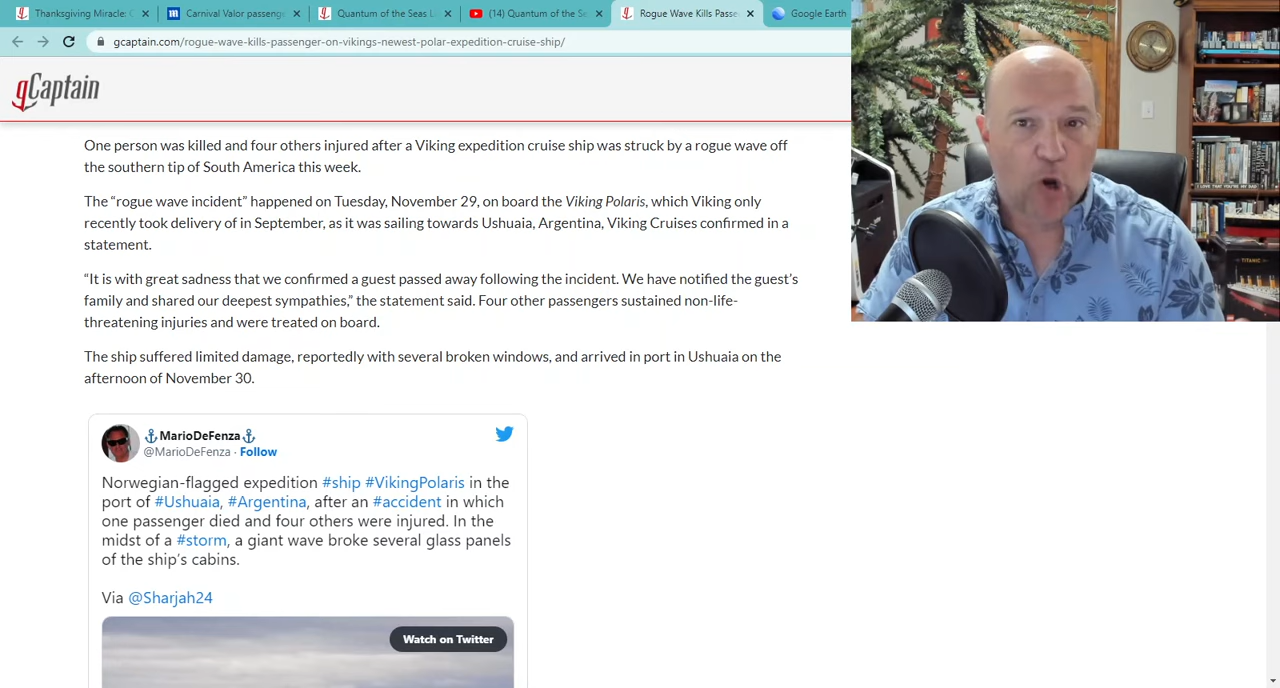 Thanksgiving Miracle: C
Carnival Valor passenge
Quantum of the Seas L
(14) Quantum of the Se
Rogue Wave Kills Passe
Google Earth
gcaptain.com/rogue-wave-kills-passenger-on-vikings-newest-polar-expedition-cruise-ship/
gCaptain
One person was killed and four others injured after a Viking expedition cruise ship was struck by a rogue wave off
the southern tip of South America this week.
The “rogue wave incident” happened on Tuesday, November 29, on board the Viking Polaris, which Viking only
recently took delivery of in September, as it was sailing towards Ushuaia, Argentina, Viking Cruises confirmed in a
statement.
“It is with great sadness that we confirmed a guest passed away following the incident. We have notified the guest’s
family and shared our deepest sympathies,” the statement said. Four other passengers sustained non-life-
threatening injuries and were treated on board.
The ship suffered limited damage, reportedly with several broken windows, and arrived in port in Ushuaia on the
afternoon of November 30.
MarioDeFenza
@MarioDeFenza · Follow
Norwegian-flagged expedition #ship #VikingPolaris in the
port of #Ushuaia, #Argentina, after an #accident in which
one passenger died and four others were injured. In the
midst of a #storm, a giant wave broke several glass panels
of the ship’s cabins.
Via @Sharjah24
Watch on Twitter
TITANIC